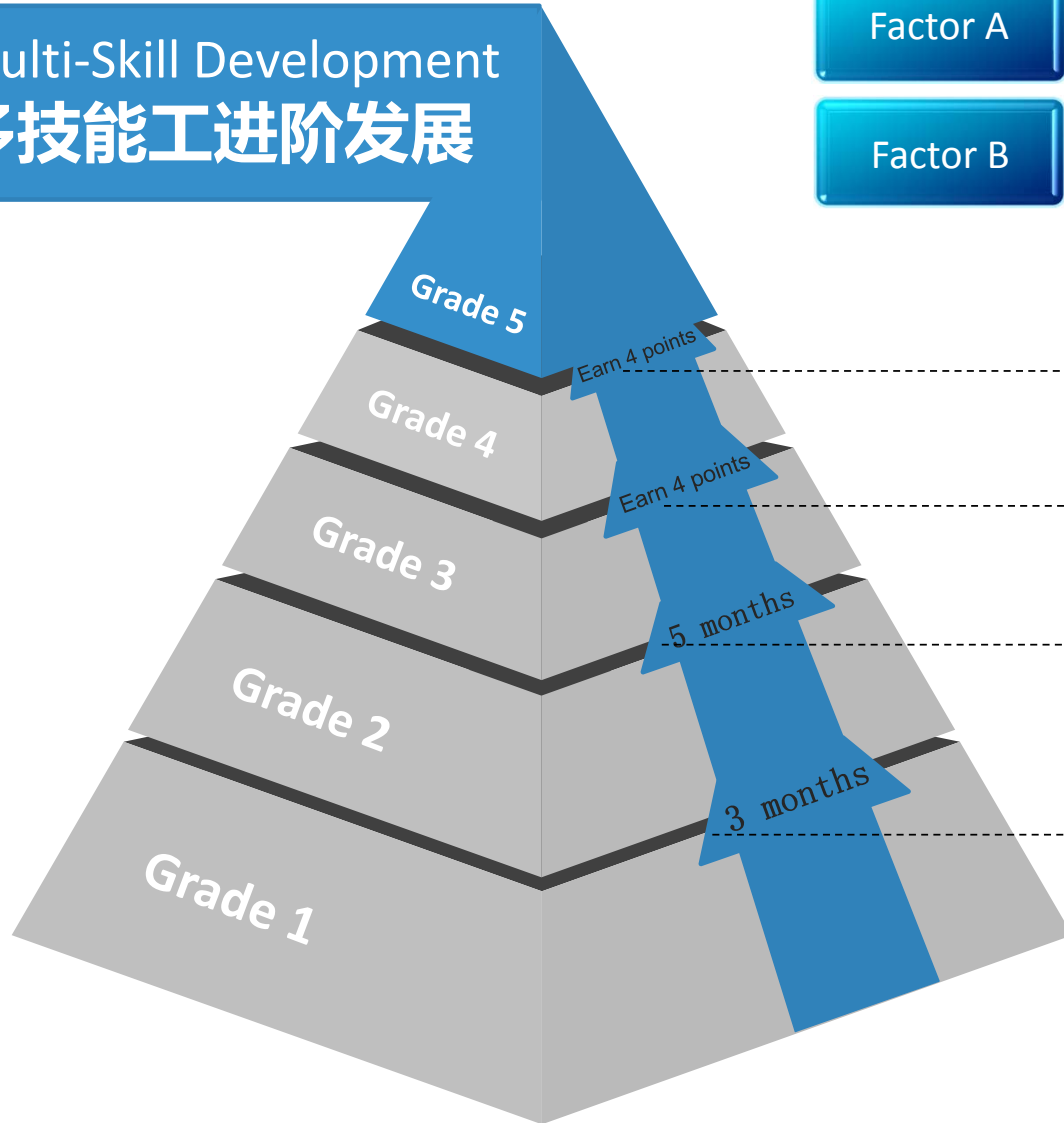 ulti-Skill Development
多技能工进阶发展
Factor A
Factor B
Grade 5
Earn 4 points
Grade 4
Earn 4 points
Grade 3
5 months
Grade 2
3 months
Grade 1